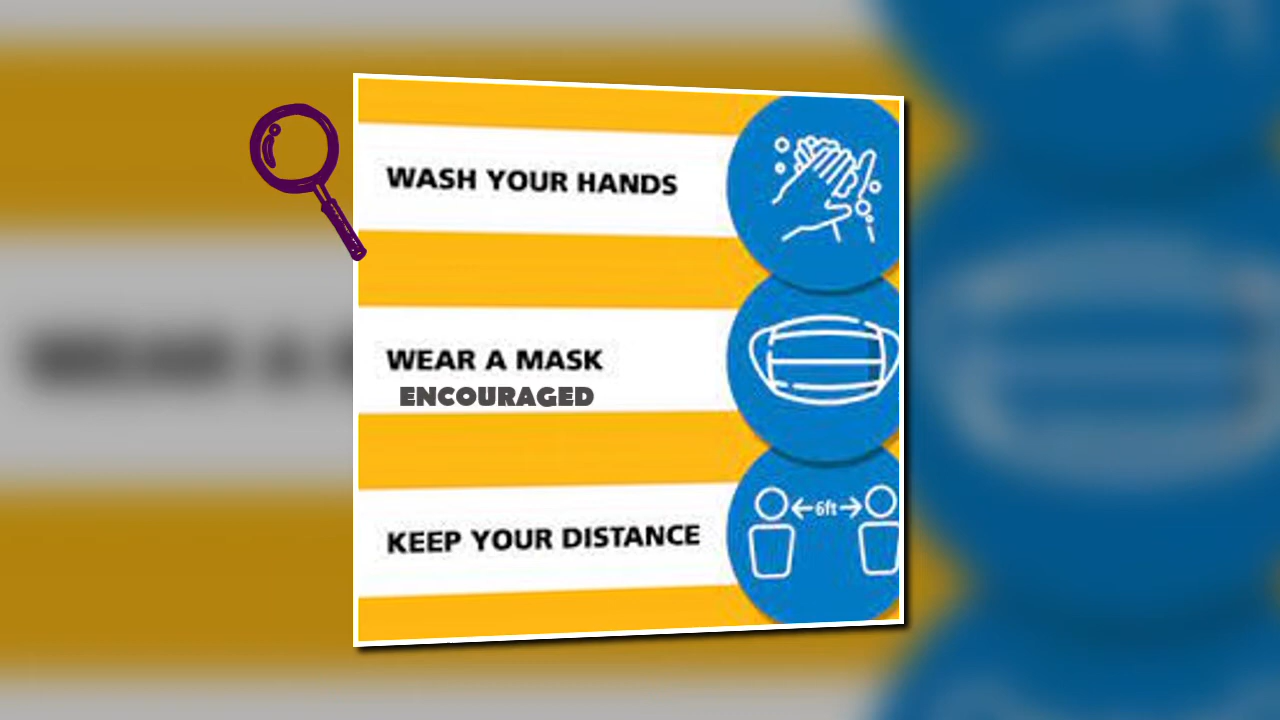 WASH YOUR HANDS
WEAR A MASK
ENCOURAGED
6ft
KEEP YOUR DISTANCE